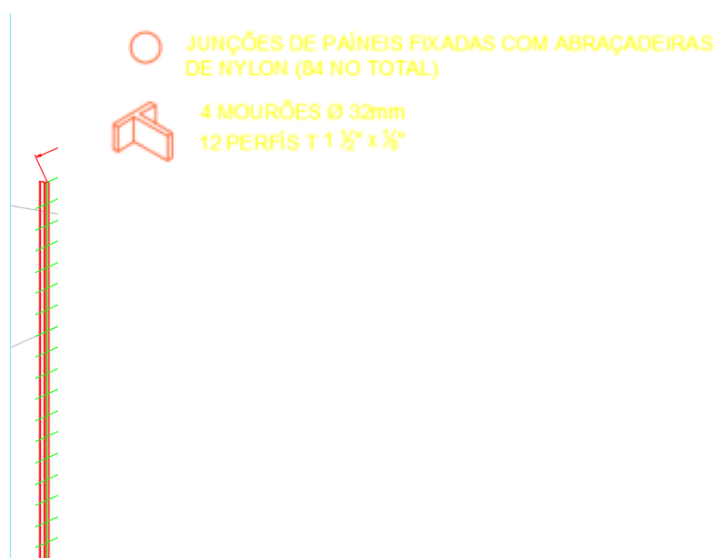 JUNÇÕES DE PAÍNEIS FIXADAS COM ABRAÇADEIRAS
DE NYLON (84 NO TOTAL)
4 MOURÕES Ø 32mm
12 PERFÍS T 1 ½" x ⅛"